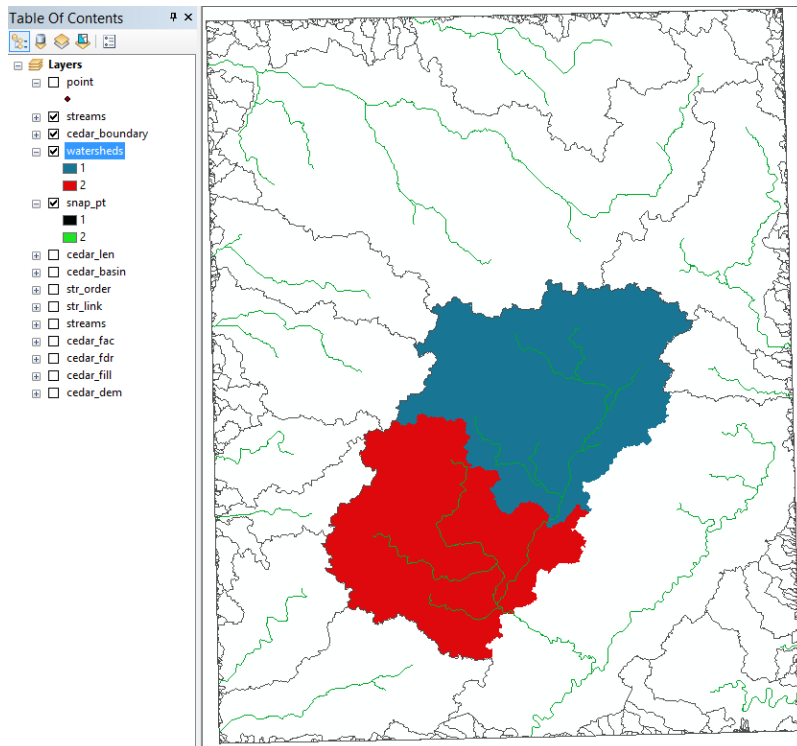 Table Of Contents
Layers
point
streams
cedar_boundary
watersheds
1
2
snap_pt
1
2
cedar_len
cedar_basin
str_order
str_link
streams
cedar_fac
cedar_fdr
cedar_fill
cedar_dem